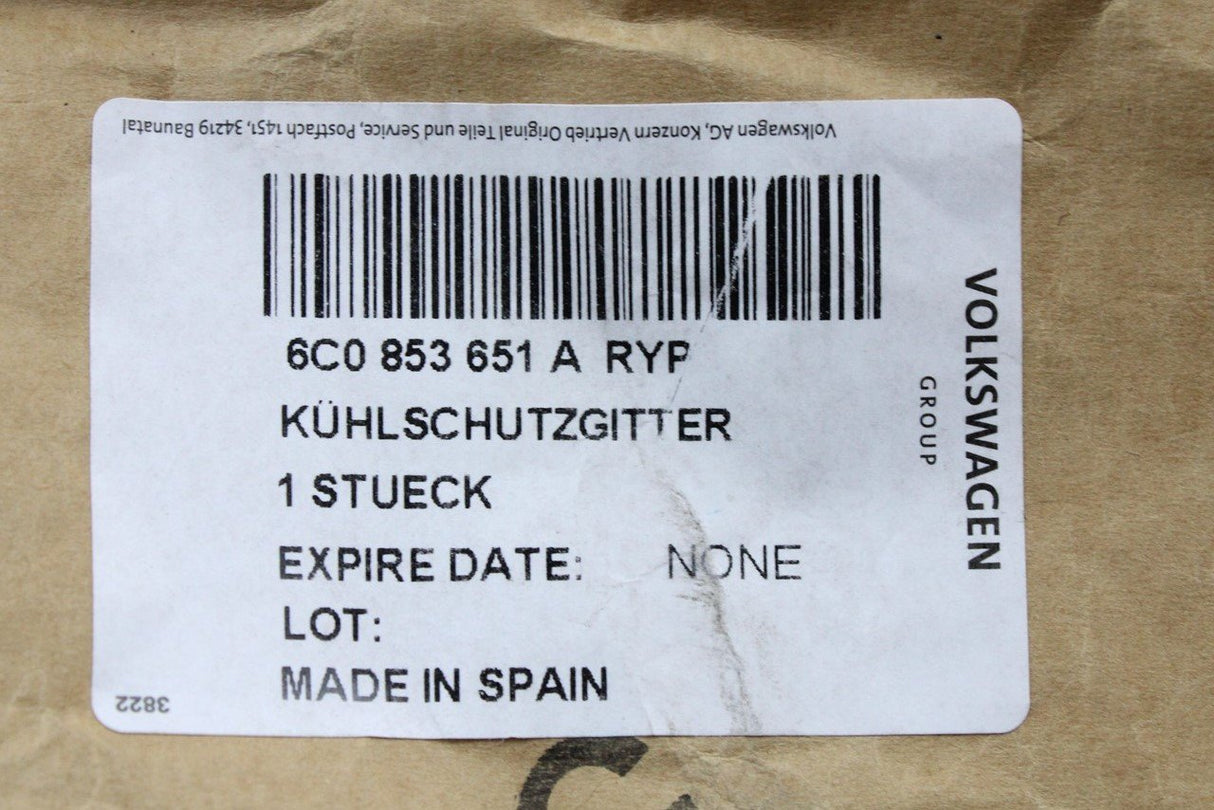 Volkswagen AG, Konzern Vertrieb Original Teile und Service, Postfach 1451, 34219 Baunatal
6C0 853 651 A RYP
KÜHLSCHUTZGITTER
1 STUECK
EXPIRE DATE: NONE
LOT:
MADE IN SPAIN
3822
VOLKSWAGEN
GROUP